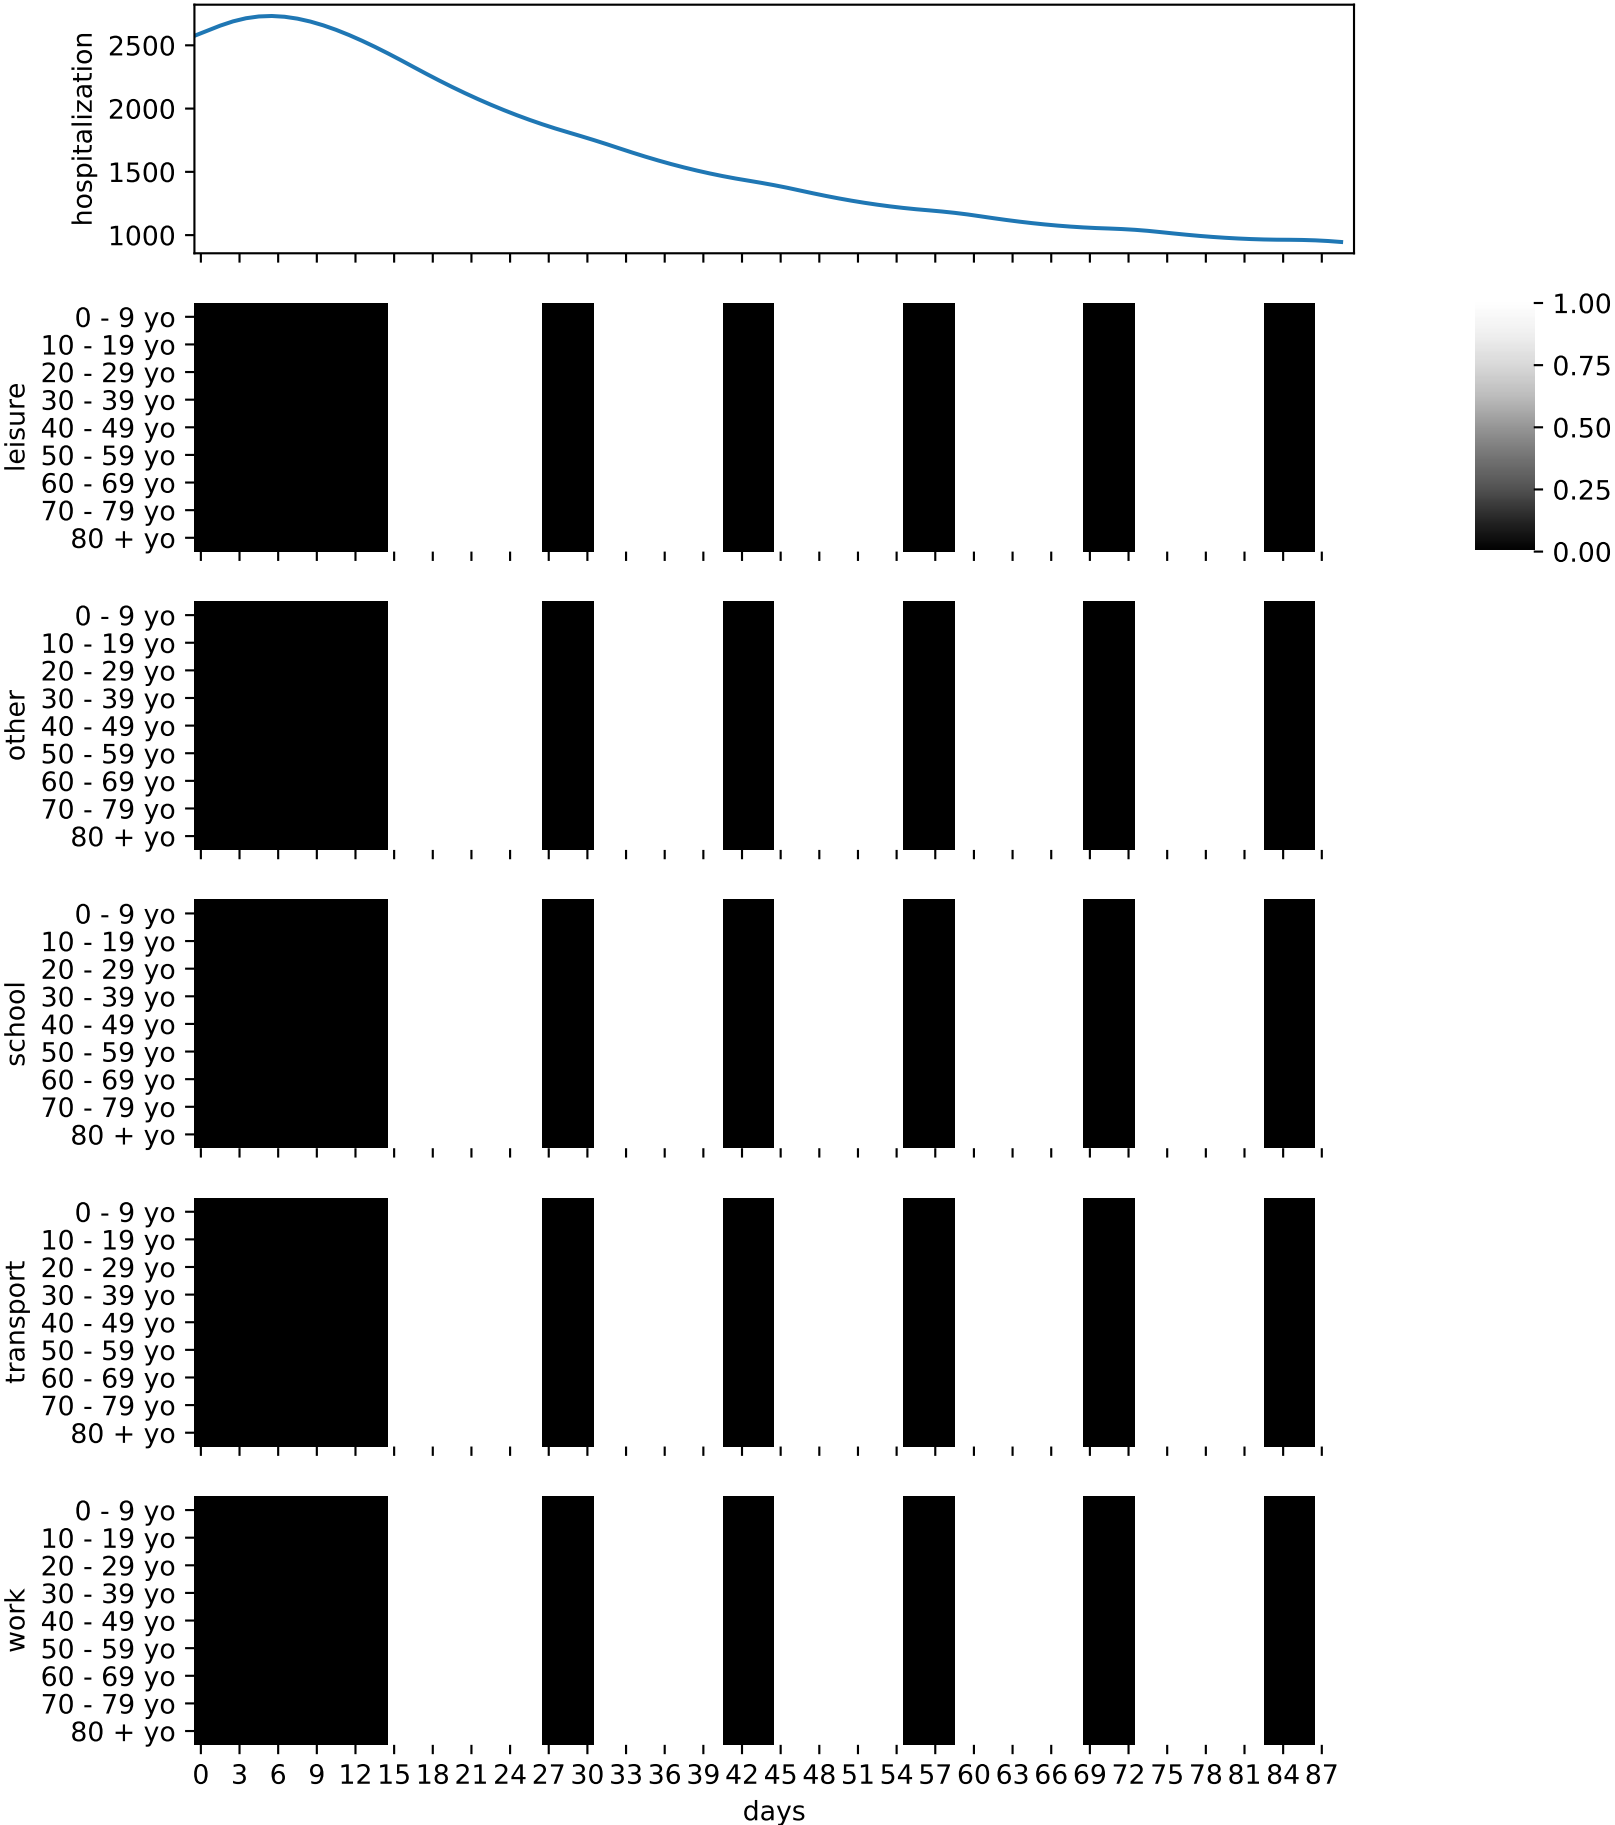 hospitalization
2500
2000
1500
1000
leisure
0 - 9 yo
10 - 19 yo
20 - 29 yo
30 - 39 yo
40 - 49 yo
50 - 59 yo
60 - 69 yo
70 - 79 yo
80 + yo
1.00
0.75
0.50
0.25
0.00
other
0 - 9 yo
10 - 19 yo
20 - 29 yo
30 - 39 yo
40 - 49 yo
50 - 59 yo
60 - 69 yo
70 - 79 yo
80 + yo
school
0 - 9 yo
10 - 19 yo
20 - 29 yo
30 - 39 yo
40 - 49 yo
50 - 59 yo
60 - 69 yo
70 - 79 yo
80 + yo
transport
0 - 9 yo
10 - 19 yo
20 - 29 yo
30 - 39 yo
40 - 49 yo
50 - 59 yo
60 - 69 yo
70 - 79 yo
80 + yo
work
0 - 9 yo
10 - 19 yo
20 - 29 yo
30 - 39 yo
40 - 49 yo
50 - 59 yo
60 - 69 yo
70 - 79 yo
80 + yo
0 3 6 9 12 15 18 21 24 27 30 33 36 39 42 45 48 51 54 57 60 63 66 69 72 75 78 81 84 87
days